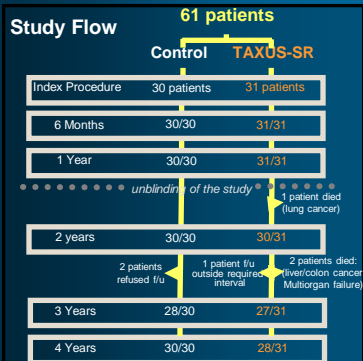 61 patients
Study Flow
Control TAXUS-SR
Index Procedure 30 patients 31 patients
6 Months 30/30 31/31
1 Year 30/30 31/31
unblinding of the study
1 patient died
(lung cancer)
2 years 30/30 30/31
2 patients
refused f/u
1 patient f/u
outside required
interval
2 patients died:
(liver/colon cancer
Multiorgan failure)
3 Years 28/30 27/31
4 Years 30/30 28/31